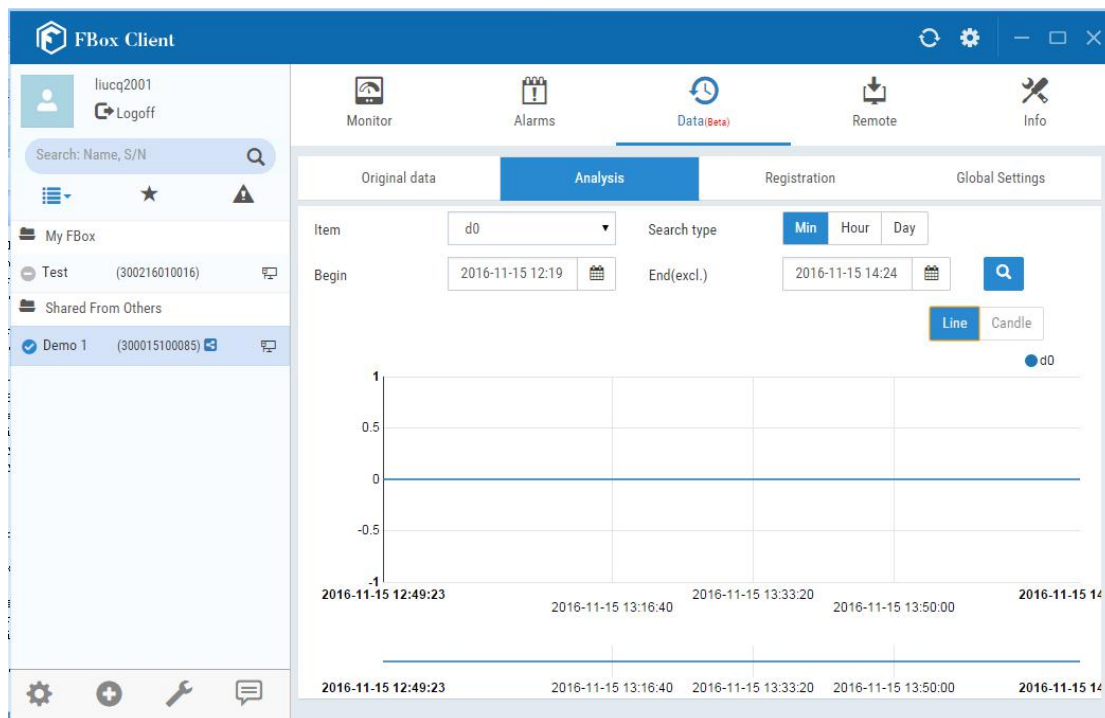 FBox Client
liucq2001
Logoff
Search: Name, S/N
My FBox
Test (300216010016)
Shared From Others
Demo 1 (300015100085)
Monitor Alarms Data(Beta) Remote Info
Original data Analysis Registration Global Settings
Item d0 Search type Min Hour Day
Begin 2016-11-15 12:19 End(excl.) 2016-11-15 14:24
Line Candle
d0
1
0.5
0
-0.5
-1
2016-11-15 12:49:23 2016-11-15 13:16:40 2016-11-15 13:33:20 2016-11-15 13:50:00 2016-11-15 14
2016-11-15 12:49:23 2016-11-15 13:16:40 2016-11-15 13:33:20 2016-11-15 13:50:00 2016-11-15 14